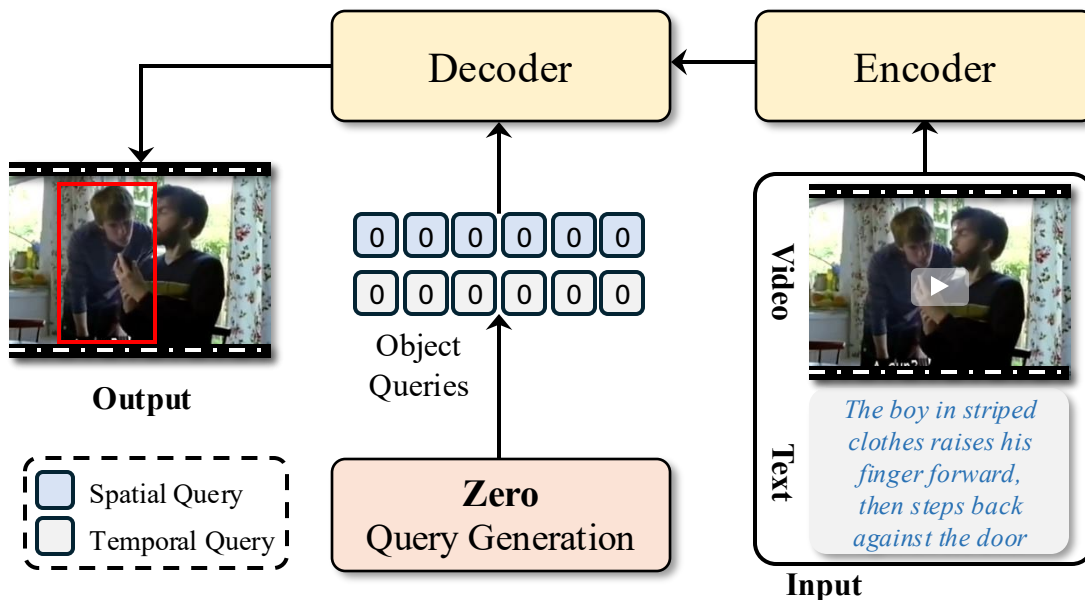 Decoder
Encoder
0 0 0 0 0 0
0 0 0 0 0 0
Object
Queries
Output
Spatial Query
Temporal Query
Zero
Query Generation
Video
Text
The boy in striped
clothes raises his
finger forward,
then steps back
against the door
Input